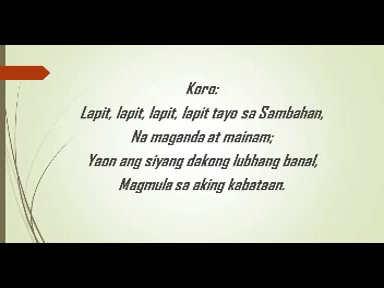 Koro:
Lapit, lapit, lapit, lapit tayo sa Sambahan,
Na maganda at mainam;
Yaon ang siyang dakong lubhang banal,
Magmula sa aking kabataan.